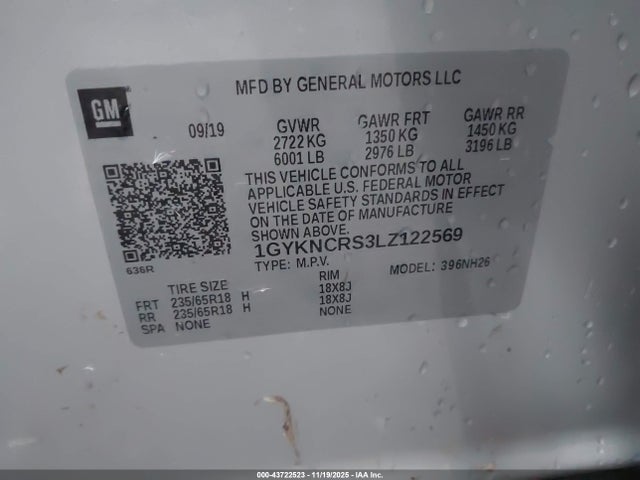 MFD BY GENERAL MOTORS LLC
GM
09/19
GVWR GAWR FRT GAWR RR
2722 KG 1350 KG 1450 KG
6001 LB 2976 LB 3196 LB
THIS VEHICLE CONFORMS TO ALL
APPLICABLE U.S. FEDERAL MOTOR
VEHICLE SAFETY STANDARDS IN EFFECT
ON THE DATE OF MANUFACTURE
SHOWN ABOVE.
1GYKNCRS3LZ122569
TYPE: M.P.V. MODEL: 396NH26
636R
TIRE SIZE RIM
FRT 235/65R18 H 18X8J
RR 235/65R18 H 18X8J
SPA NONE NONE
000-43722523 - 11/19/2025 - IAA Inc.